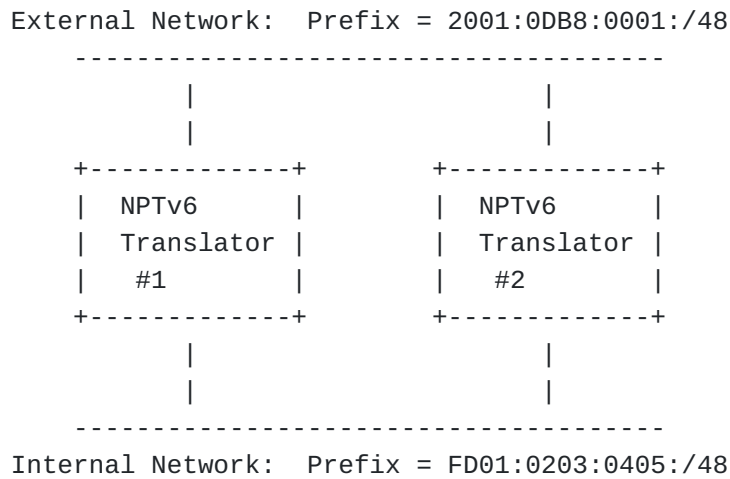 External Network:  Prefix = 2001:0DB8:0001:/48
    --------------------------------------
           |                      |
           |                      |
    +-------------+        +-------------+
    |  NPTv6      |        |  NPTv6      |
    |  Translator |        |  Translator |
    |   #1        |        |   #2        |
    +-------------+        +-------------+
           |                      |
           |                      |
    --------------------------------------
Internal Network:  Prefix = FD01:0203:0405:/48